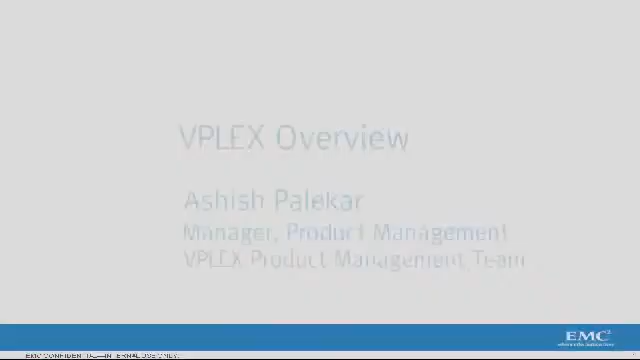 VPLEX Overview
Ashish Palekar
Manager, Product Management
VPLEX Product Management Team
EMC²
where information lives
EMC CONFIDENTIAL—INTERNAL USE ONLY.